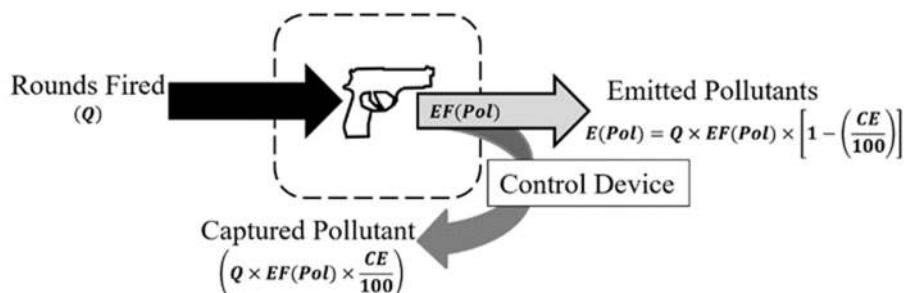 Rounds Fired
(Q)
EF(Pol)
Emitted Pollutants
E(Pol) = Q × EF(Pol) × [1 − (CE/100)]
Control Device
Captured Pollutant
(Q × EF(Pol) × CE/100)